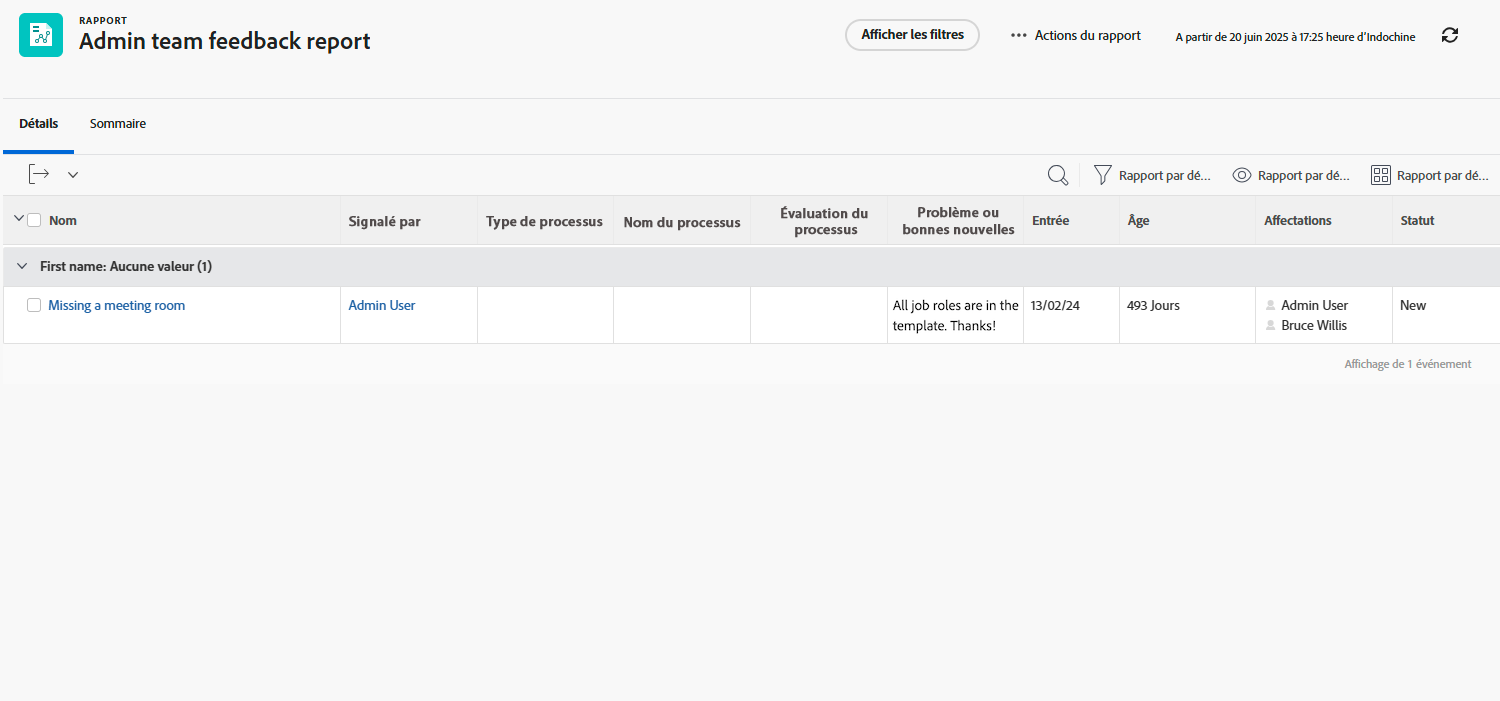 RAPPORT
Admin team feedback report
Afficher les filtres
Actions du rapport
A partir de 20 juin 2025 à 17:25 heure d'Indochine
Détails
Sommaire
Rapport par dé...
Rapport par dé...
Rapport par dé...
Nom
Signalé par
Type de processus
Nom du processus
Évaluation du
processus
Problème ou
bonnes nouvelles
Entrée
Âge
Affectations
Statut
First name: Aucune valeur (1)
Missing a meeting room
Admin User
All job roles are in the
template. Thanks!
13/02/24
493 Jours
Admin User
Bruce Willis
New
Affichage de 1 événement